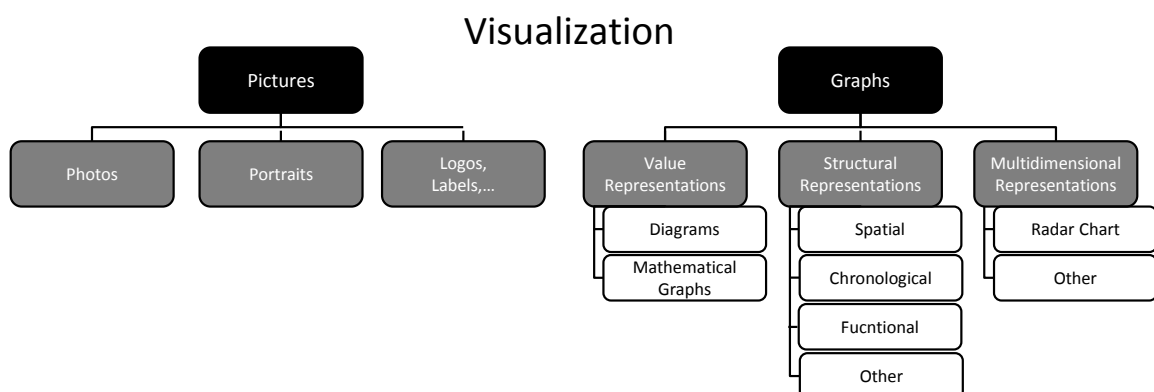 Visualization
Pictures
Graphs
Photos
Portraits
Logos,
Labels,...
Value
Representations
Structural
Representations
Multidimensional
Representations
Diagrams
Mathematical
Graphs
Spatial
Chronological
Fucntional
Other
Radar Chart
Other